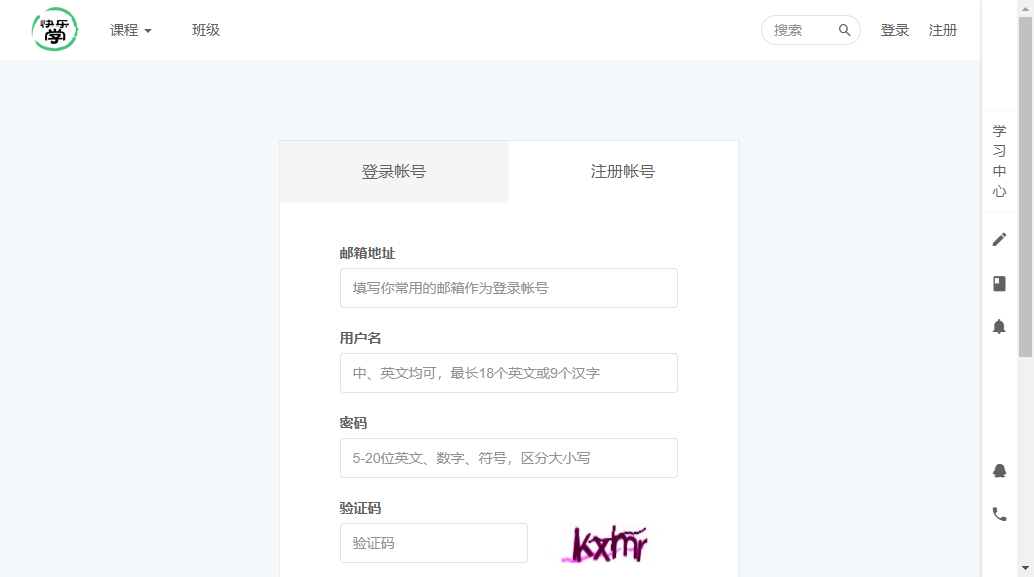 快乐
学
课程
班级
搜索
登录
注册
登录帐号
注册帐号
邮箱地址
填写你常用的邮箱作为登录帐号
用户名
中、英文均可，最长18个英文或9个汉字
密码
5-20位英文、数字、符号，区分大小写
验证码
验证码
kxmr
学
习
中
心